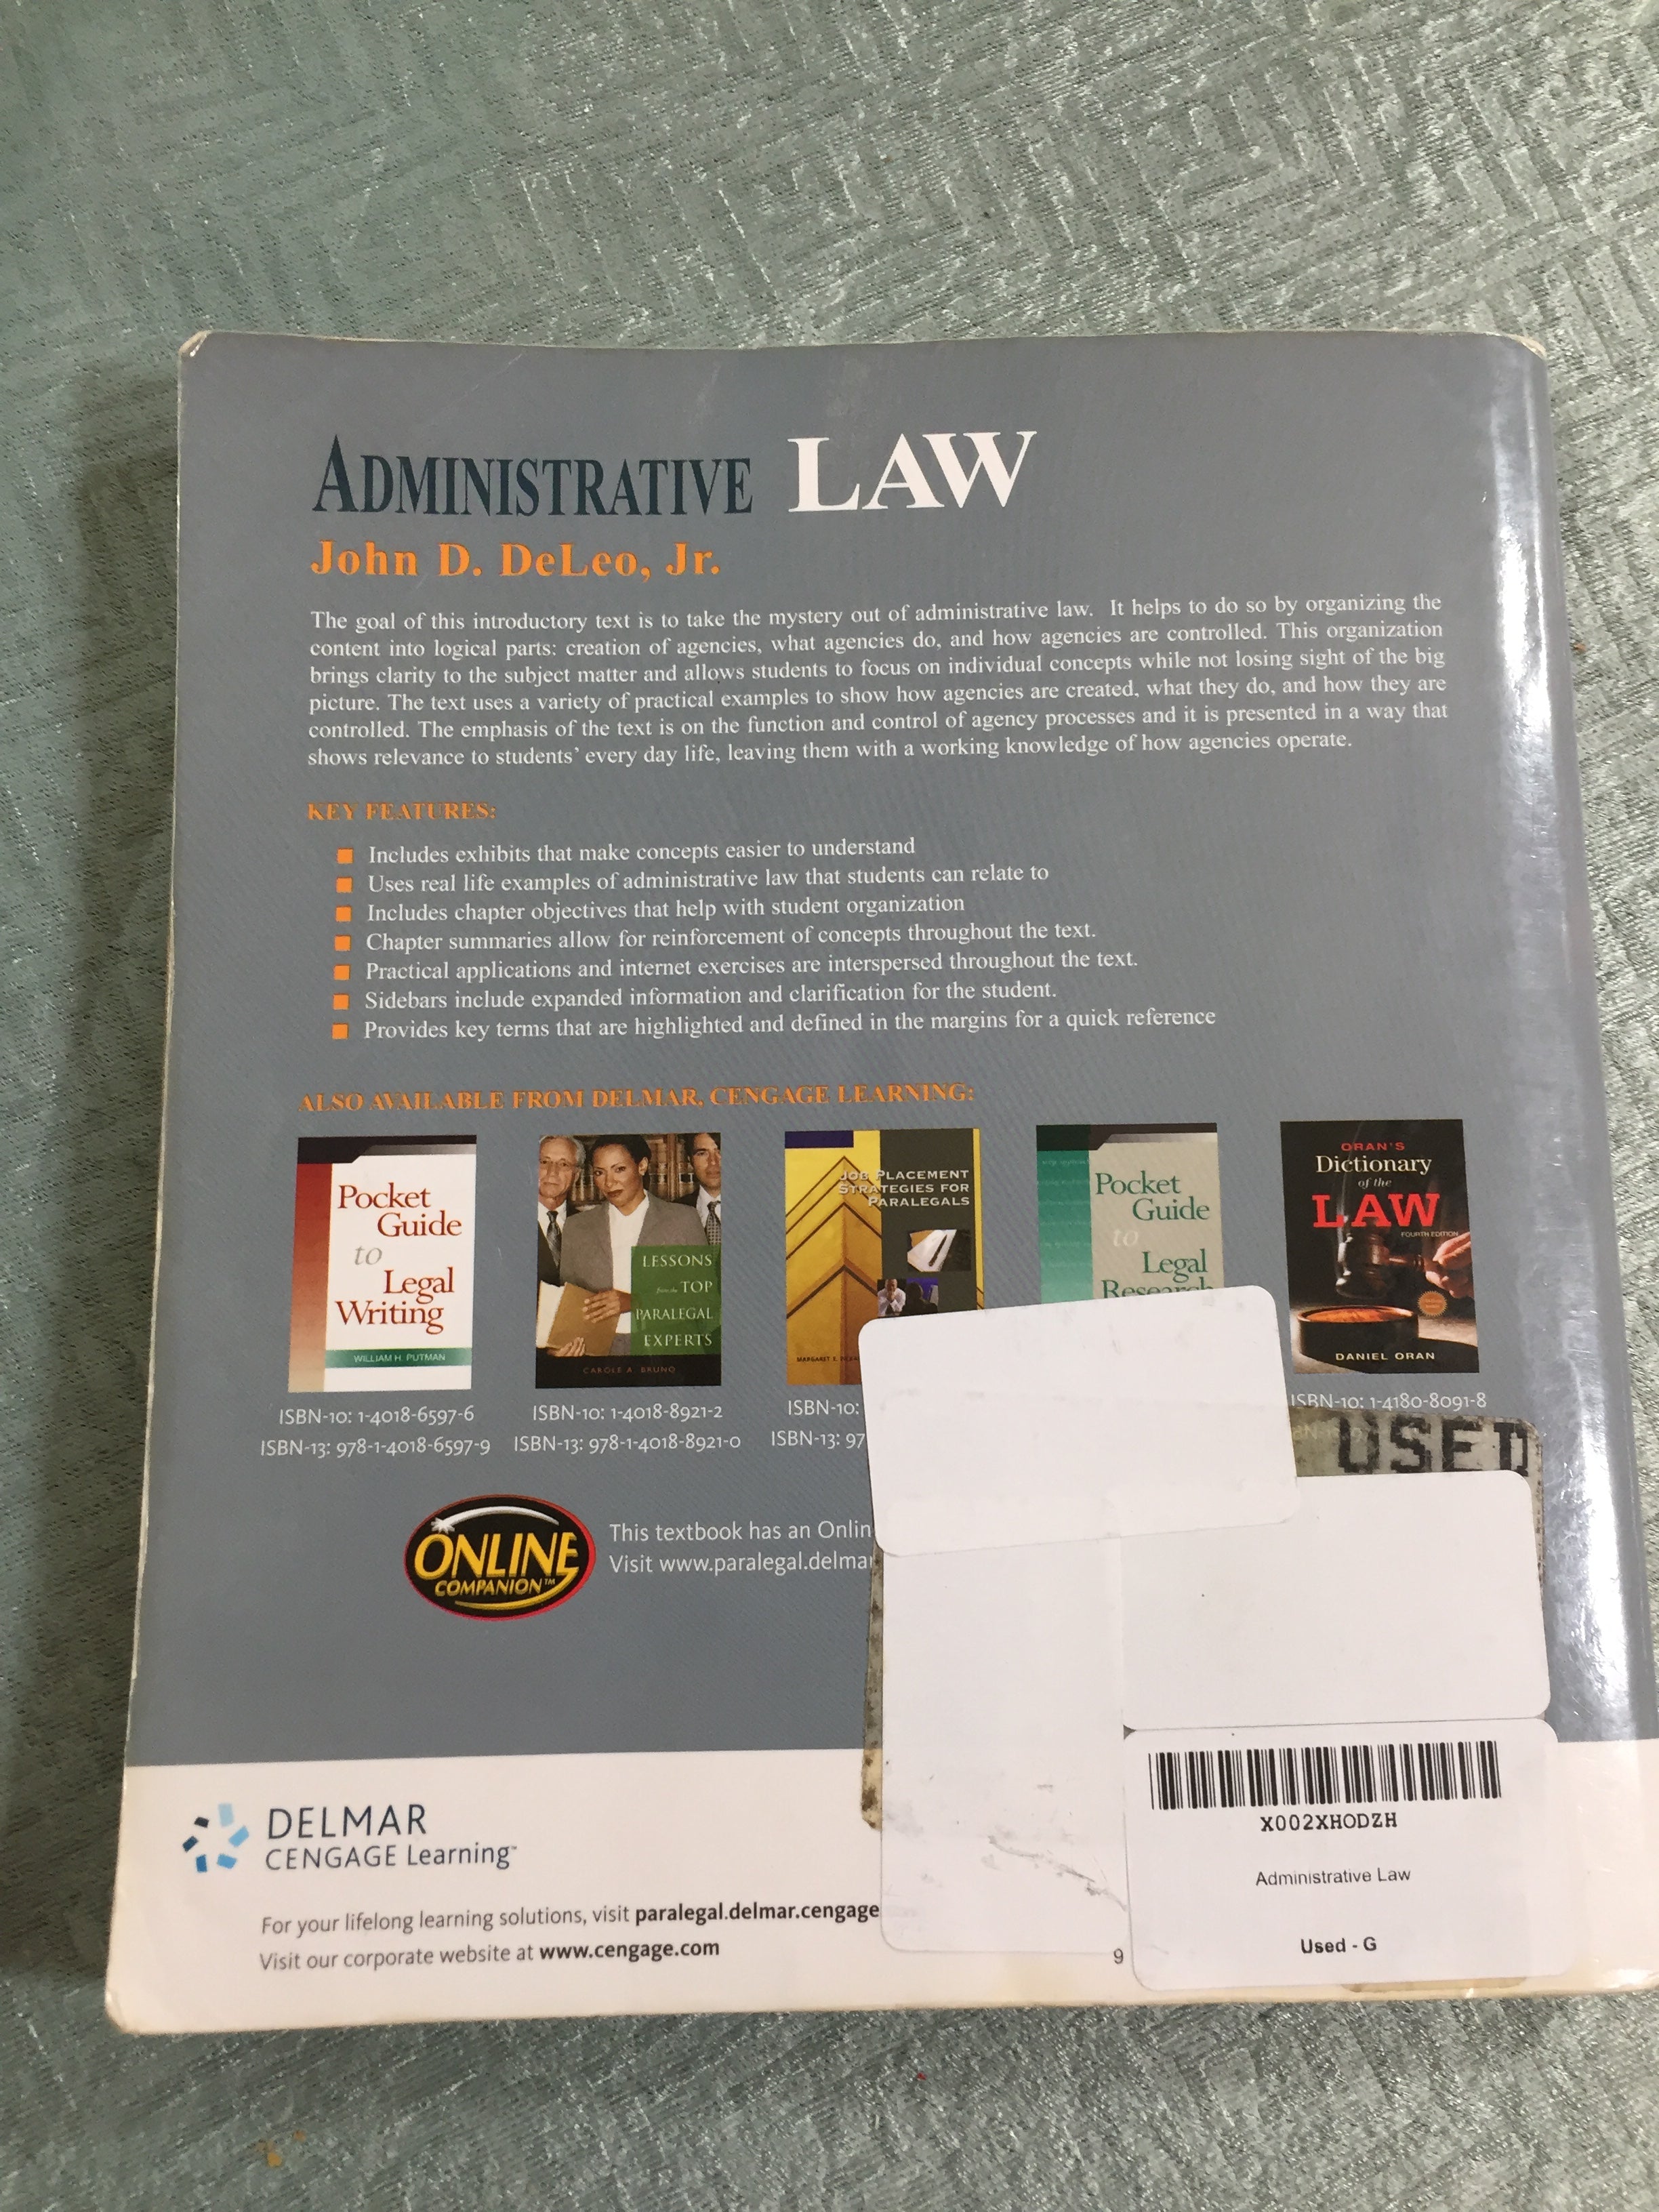 ADMINISTRATIVE LAW
John D. DeLeo, Jr.
The goal of this introductory text is to take the mystery out of administrative law. It helps to do so by organizing the
content into logical parts: creation of agencies, what agencies do, and how agencies are controlled. This organization
brings clarity to the subject matter and allows students to focus on individual concepts while not losing sight of the big
picture. The text uses a variety of practical examples to show how agencies are created, what they do, and how they are
controlled. The emphasis of the text is on the function and control of agency processes and it is presented in a way that
shows relevance to students' every day life, leaving them with a working knowledge of how agencies operate.
KEY FEATURES:
Includes exhibits that make concepts easier to understand
Uses real life examples of administrative law that students can relate to
Includes chapter objectives that help with student organization
Chapter summaries allow for reinforcement of concepts throughout the text.
Practical applications and internet exercises are interspersed throughout the text.
Sidebars include expanded information and clarification for the student.
Provides key terms that are highlighted and defined in the margins for a quick reference
ALSO AVAILABLE FROM DELMAR, CENGAGE LEARNING:
Pocket
Guide
to
Legal
Writing
WILLIAM H. PUTMAN
ISBN-10: 1-4018-6597-6
ISBN-13: 978-1-4018-6597-9
LESSONS
from the TOP
PARALEGAL
EXPERTS
CAROLE A. BRUNO
ISBN-10: 1-4018-8921-2
ISBN-13: 978-1-4018-8921-0
JOB PLACEMENT
STRATEGIES FOR
PARALEGALS
MARGARET E.
ISBN-10:
ISBN-13: 97
Pocket
Guide
to
Legal
Research
ORAN'S
Dictionary
of the
LAW
FOURTH EDITION
DANIEL ORAN
ISBN-10: 1-4180-8091-8
USED
ONLINE
COMPANION™
This textbook has an Onlin
Visit www.paralegal.delmar
DELMAR
CENGAGE Learning™
For your lifelong learning solutions, visit paralegal.delmar.cengage
Visit our corporate website at www.cengage.com
9
X002XHODZH
Administrative Law
Used - G